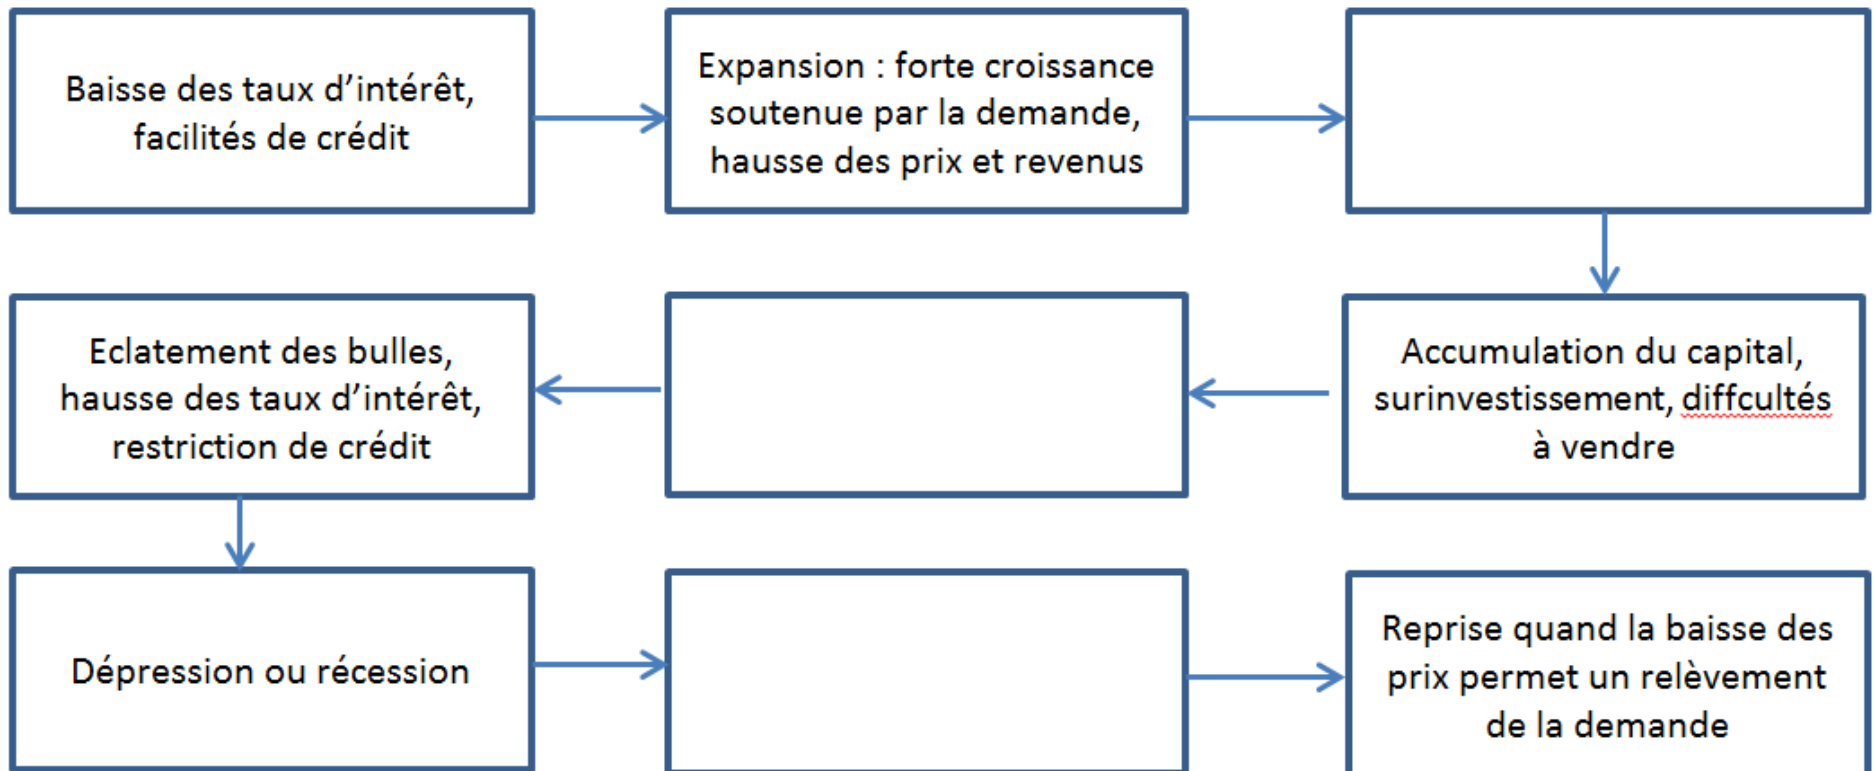 Baisse des taux d’intérêt,
facilités de crédit
Expansion : forte croissance
soutenue par la demande,
hausse des prix et revenus
Accumulation du capital,
surinvestissement, diffcultés
à vendre
Eclatement des bulles,
hausse des taux d’intérêt,
restriction de crédit
Dépression ou récession
Reprise quand la baisse des
prix permet un relèvement
de la demande